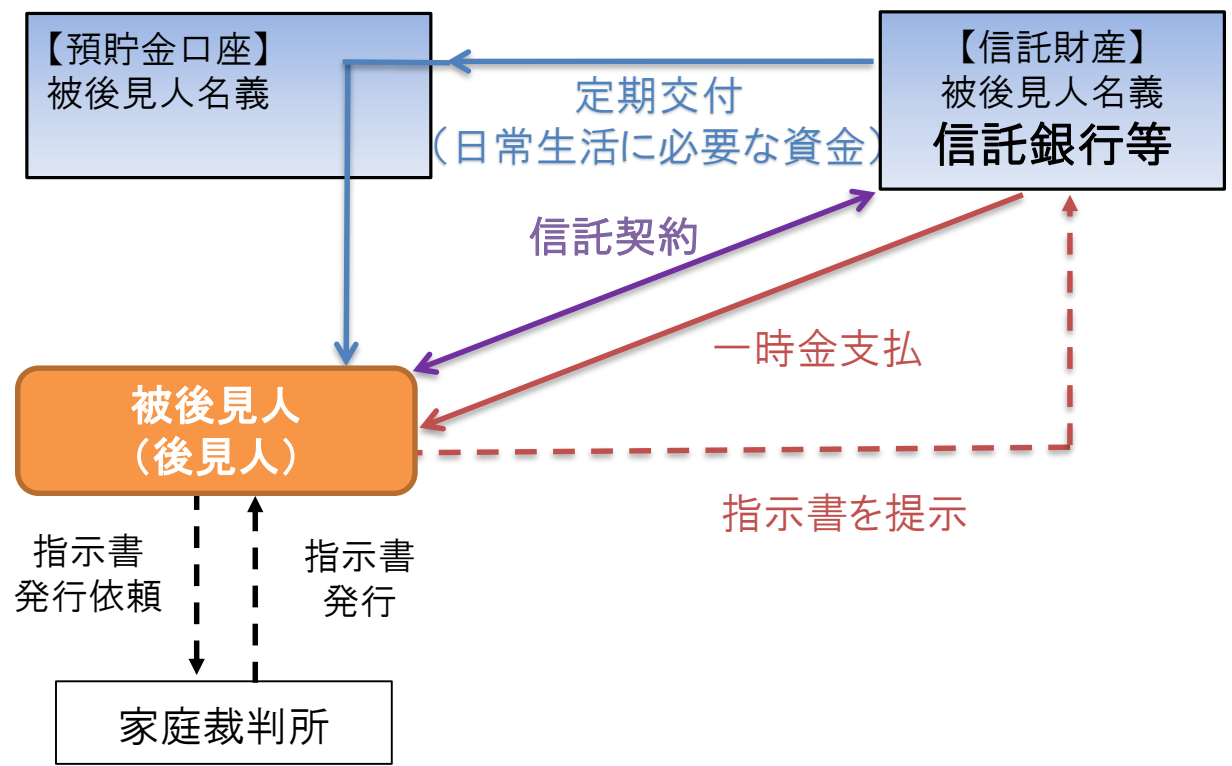 【預貯金口座】
被後見人名義
【信託財産】
被後見人名義
信託銀行等
定期交付
（日常生活に必要な資金）
信託契約
一時金支払
被後見人
（後見人）
指示書を提示
指示書
発行依頼
指示書
発行
家庭裁判所